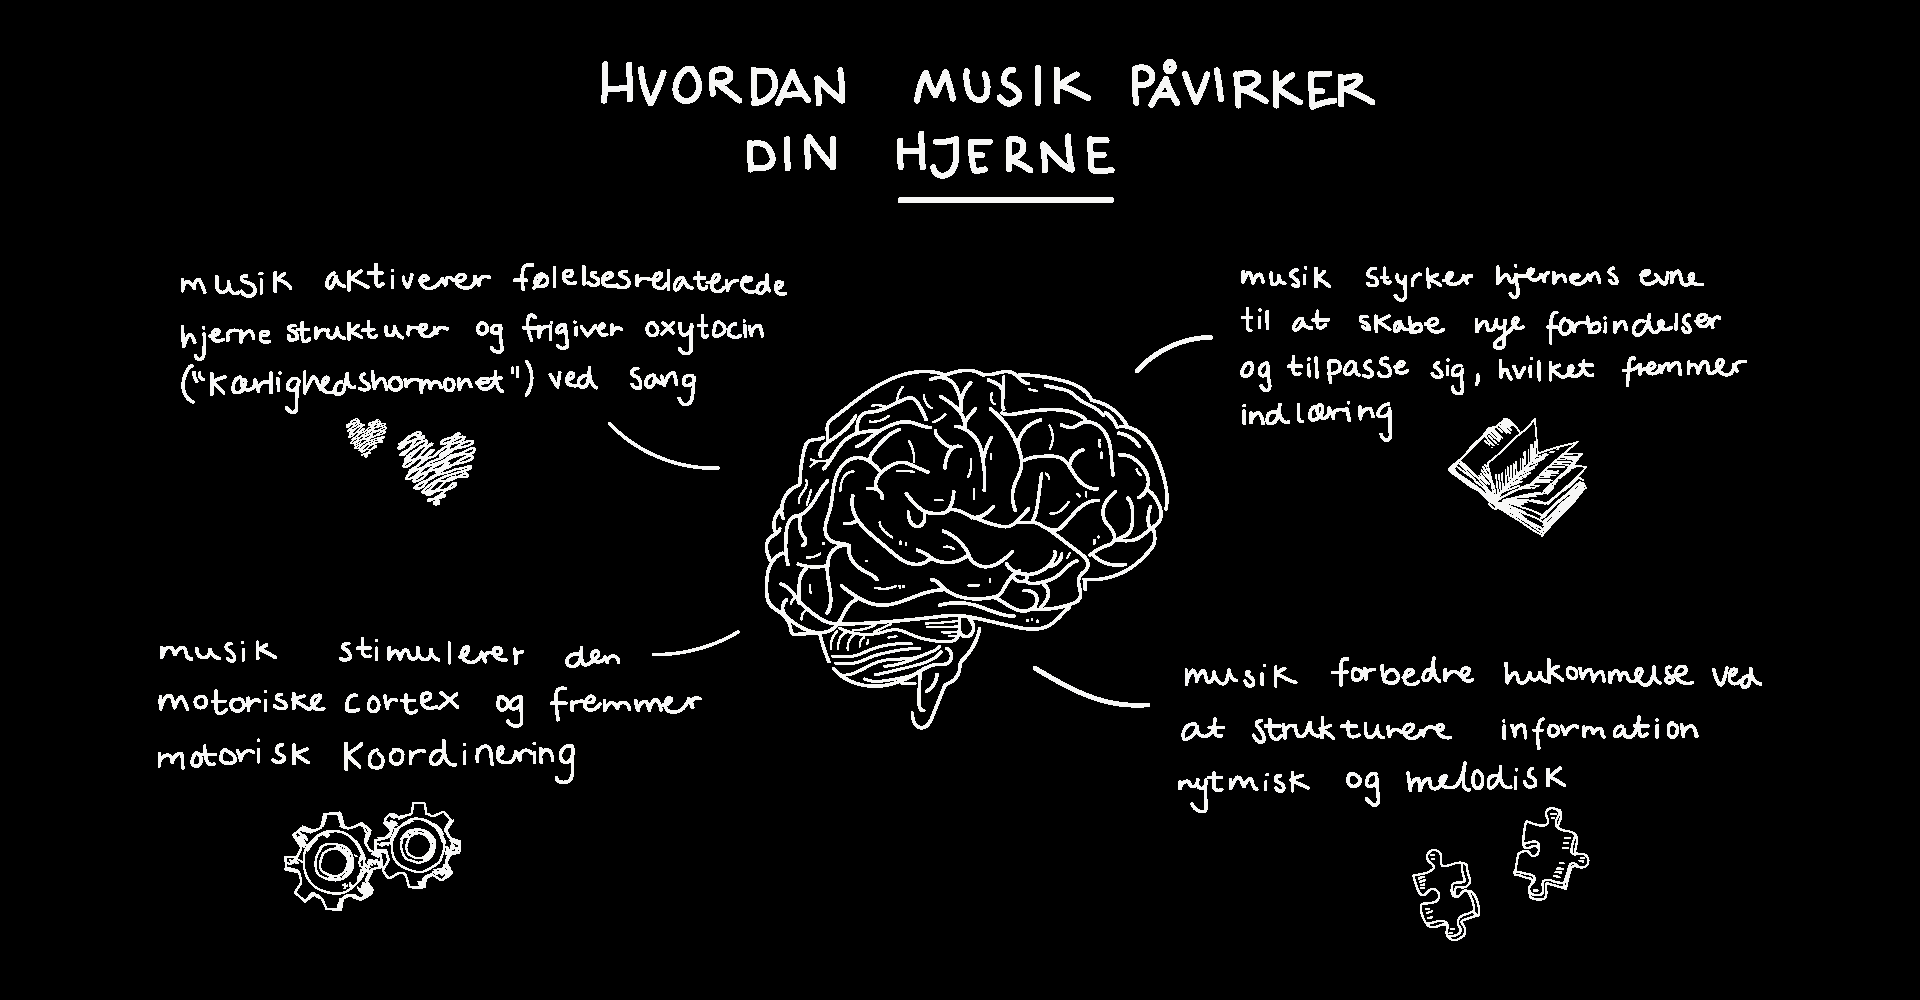 HVORDAN MUSIK PÅVIRKER
DIN HJERNE
musik aktiverer følelsesrelaterede
hjerne strukturer og frigiver oxytocin
("Kærlighedshormonet") ved sang
musik styrker hjernens evne
til at skabe nye forbindelser
og tilpasse sig, hvilket fremmer
indlæring
musik stimulerer den
motoriske cortex og fremmer
motorisk koordinering
musik forbedre hukommelse ved
at strukturere information
rytmisk og melodisk